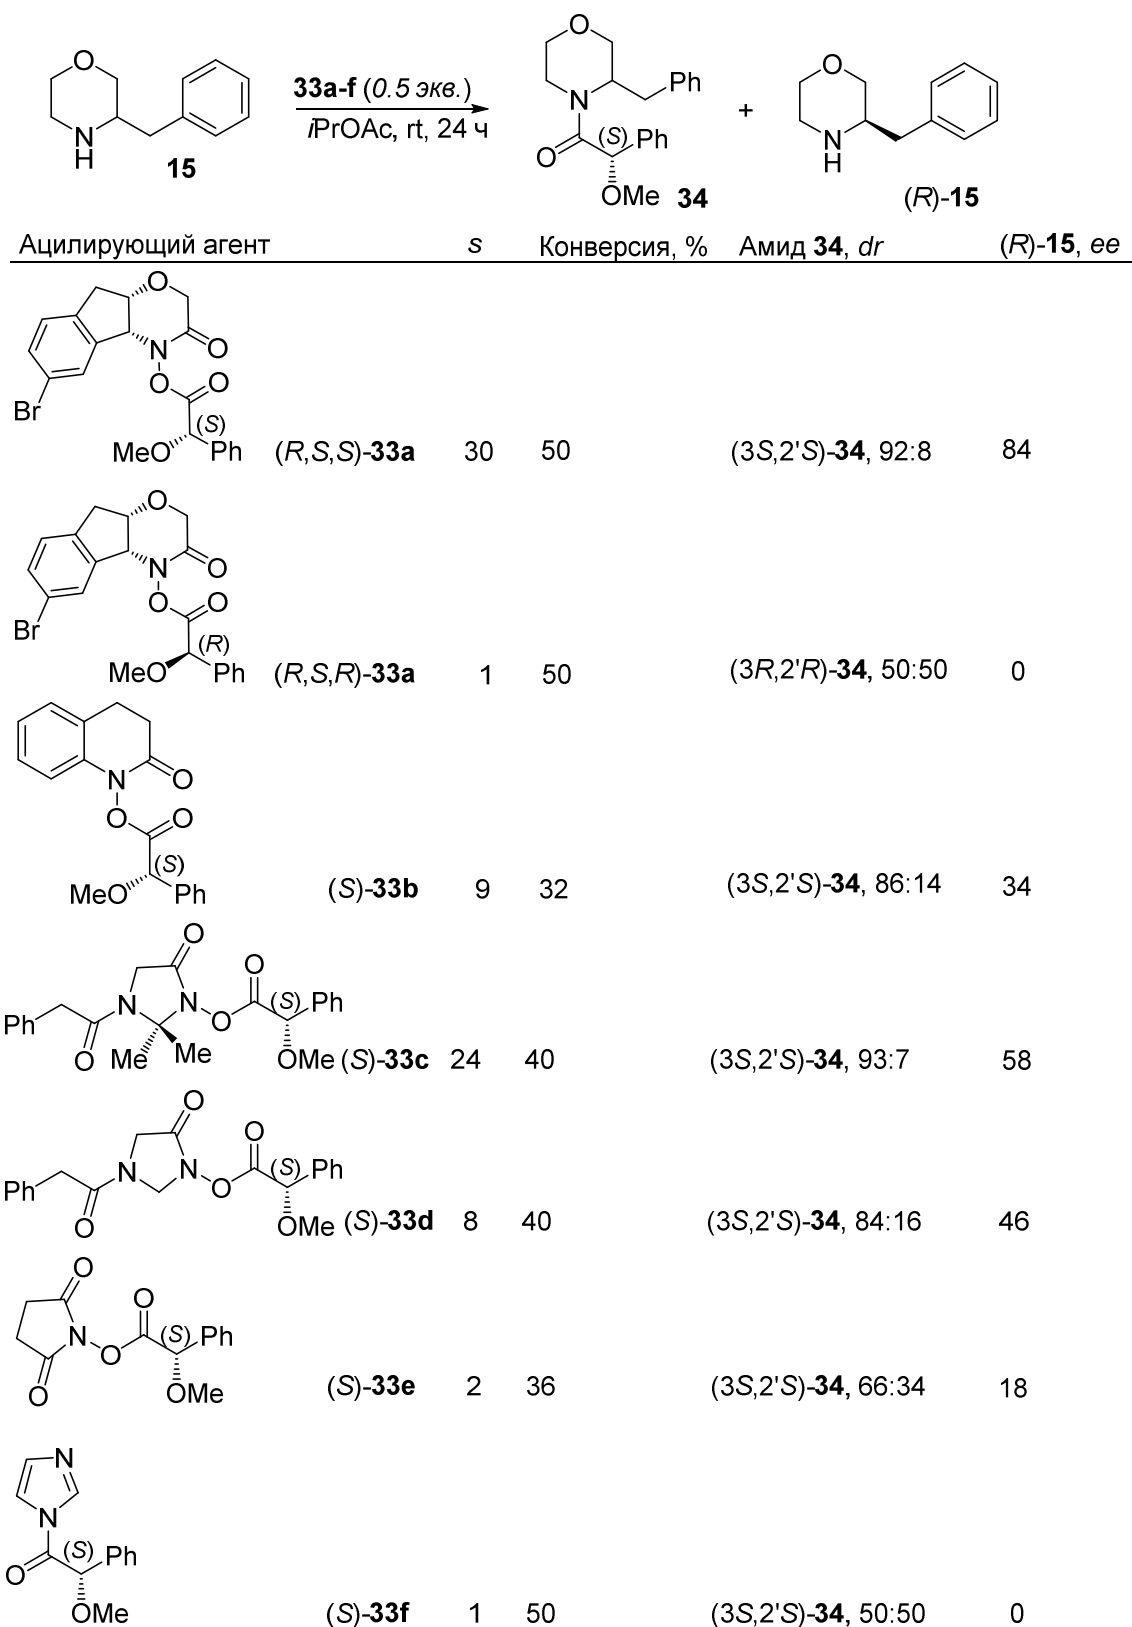 O
N
H
15
33a-f (0.5 экв.)
iPrOAc, rt, 24 ч
O
N
Ph
(S)
Ph
O
OMe
34
+
O
N
H
(R)-15
Ацилирующий агент s Конверсия, % Амид 34, dr (R)-15, ee
O
N
O
O
O
Br
(S)
MeO
Ph
(R,S,S)-33a 30 50 (3S,2'S)-34, 92:8 84
O
N
O
O
O
Br
(R)
MeO
Ph
(R,S,R)-33a 1 50 (3R,2'R)-34, 50:50 0
N
O
O
O
(S)
MeO
Ph
(S)-33b 9 32 (3S,2'S)-34, 86:14 34
O
O
N
N
(S)
Ph
Ph
O
O
Me
Me
OMe
(S)-33c 24 40 (3S,2'S)-34, 93:7 58
O
O
N
N
(S)
Ph
Ph
O
O
OMe
(S)-33d 8 40 (3S,2'S)-34, 84:16 46
O
O
N
(S)
Ph
O
O
OMe
(S)-33e 2 36 (3S,2'S)-34, 66:34 18
N
N
(S)
Ph
O
OMe
(S)-33f 1 50 (3S,2'S)-34, 50:50 0